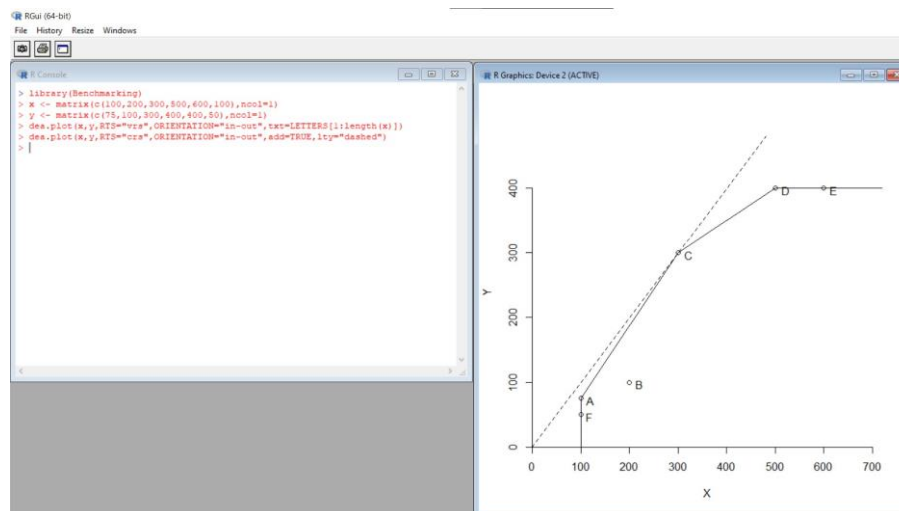 RGui (64-bit)
File History Resize Windows
R Console
> library(Benchmarking)
> x <- matrix(c(100,200,300,500,600,100),ncol=1)
> y <- matrix(c(75,100,300,400,400,50),ncol=1)
> dea.plot(x,y,RTS="vrs",ORIENTATION="in-out",txt=LETTERS[1:length(x)])
> dea.plot(x,y,RTS="crs",ORIENTATION="in-out",add=TRUE,lty="dashed")
>
R Graphics: Device 2 (ACTIVE)
400
300
200
100
0
Y
D
E
C
B
A
F
0 100 200 300 400 500 600 700
X